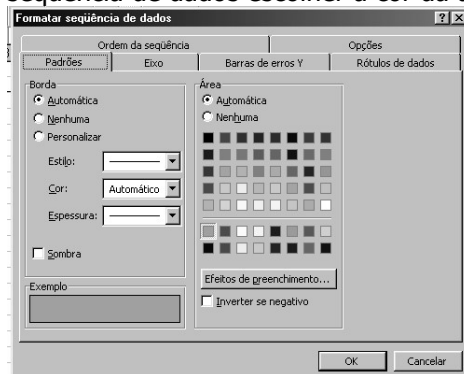 Formatar seqüência de dados
Ordem da seqüência
Opções
Padrões
Eixo
Barras de erros Y
Rótulos de dados
Borda
Automática
Nenhuma
Personalizar
Estilo:
Cor:
Automático
Espessura:
Sombra
Exemplo
Área
Automática
Nenhuma
Efeitos de preenchimento...
Inverter se negativo
OK
Cancelar